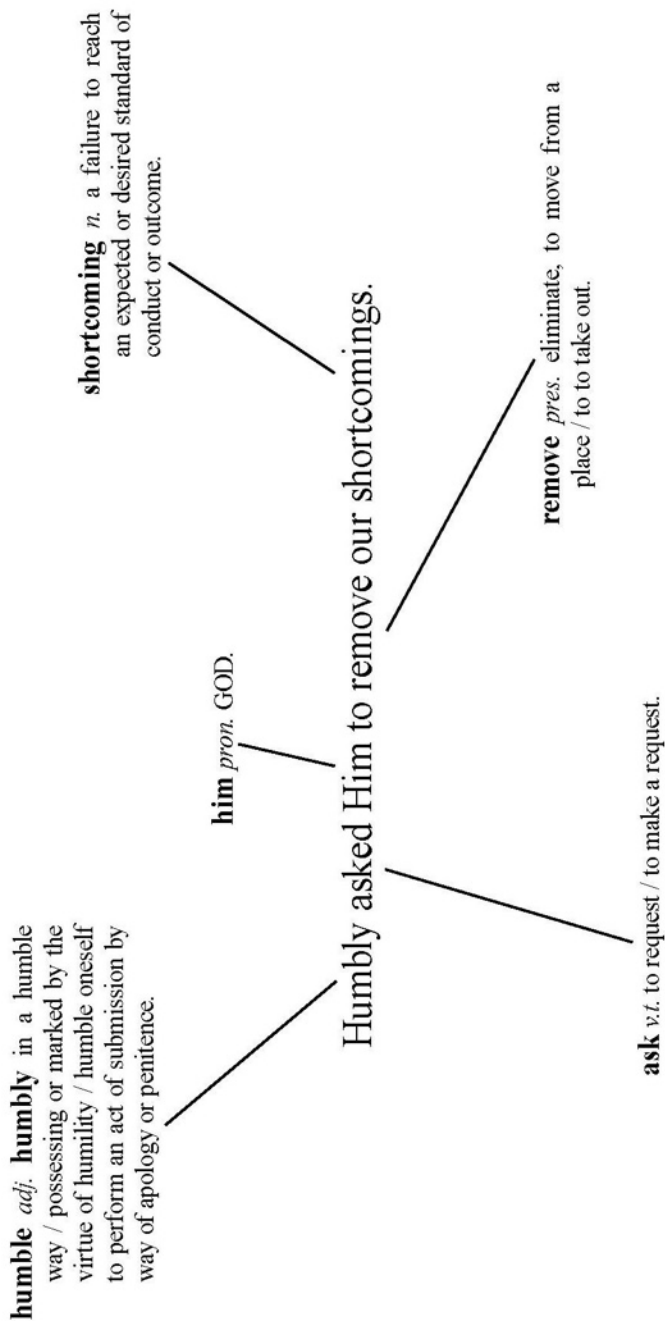 humble adj. humbly in a humble
way / possessing or marked by the
virtue of humility / humble oneself
to perform an act of submission by
way of apology or penitence.
him pron. GOD.
shortcoming n. a failure to reach
an expected or desired standard of
conduct or outcome.
Humbly asked Him to remove our shortcomings.
ask v.t. to request / to make a request.
remove pres. eliminate, to move from a
place / to to take out.